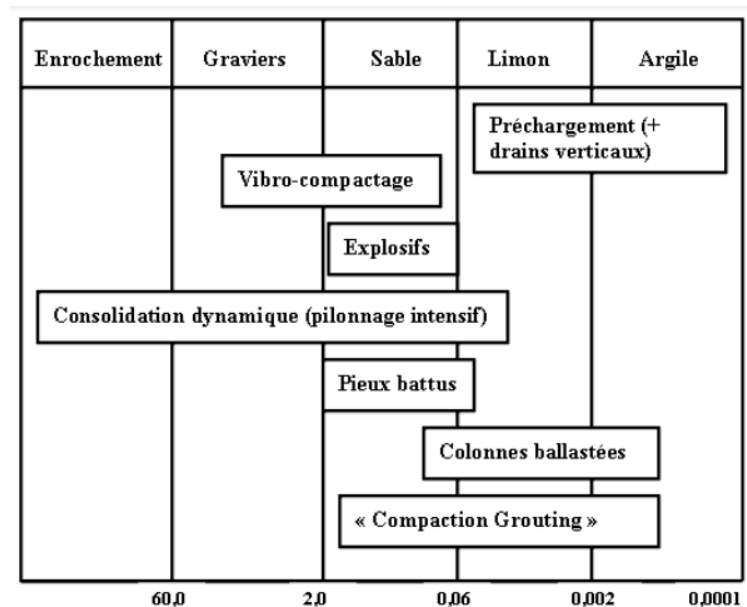 Enrochement Graviers Sable Limon Argile
Préchargement (+
drains verticaux)
Vibro-compactage
Explosifs
Consolidation dynamique (pilonnage intensif)
Pieux battus
Colonnes ballastées
« Compaction Grouting »
60,0 2,0 0,06 0,002 0,0001